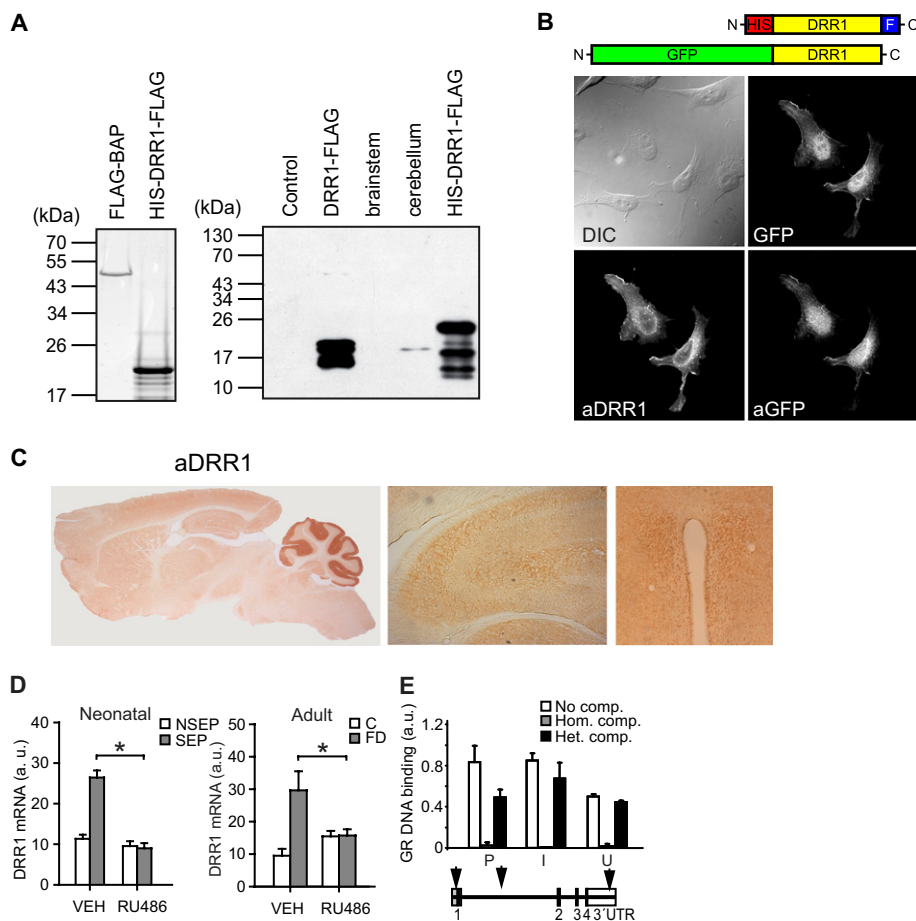 A
FLAG-BAP
HIS-DRR1-FLAG
(kDa)
70
55
43
34
26
17
Control
DRR1-FLAG
brainstem
cerebellum
HIS-DRR1-FLAG
(kDa)
130
70
43
34
26
17
10
B
N HIS DRR1 F C
N GFP DRR1 C
DIC
GFP
aDRR1
aGFP
C
aDRR1
D
Neonatal
NSEP
SEP
*
DRR1 mRNA (a. u.)
40
30
20
10
0
VEH RU486
Adult
C
FD
*
DRR1 mRNA (a.u.)
50
40
30
20
10
0
VEH RU486
E
No comp.
Hom. comp.
Het. comp.
GR DNA binding (a.u.)
1.2
0.8
0.4
0
P I U
1 2 3 4 3´UTR